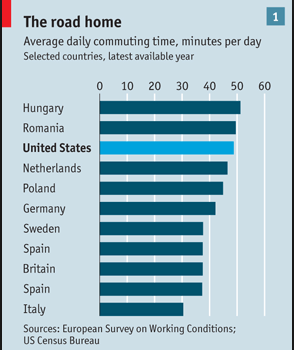 The road home
1
Average daily commuting time, minutes per day
Selected countries, latest available year
0 10 20 30 40 50 60
Hungary
Romania
United States
Netherlands
Poland
Germany
Sweden
Spain
Britain
Spain
Italy
Sources: European Survey on Working Conditions;
US Census Bureau